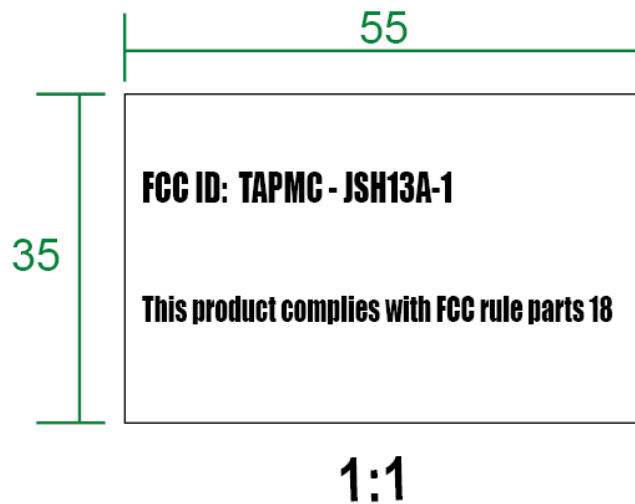 55
35
FCC ID: TAPMC - JSH13A-1
This product complies with FCC rule parts 18
1:1